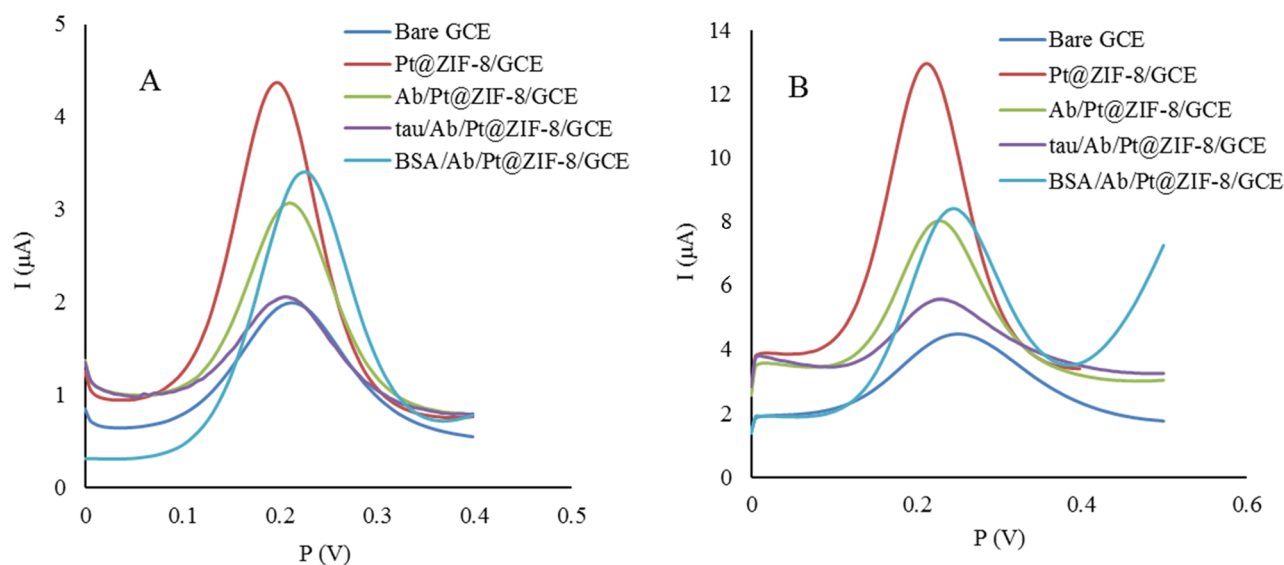 A
5
4
3
2
1
0
I (µA)
0
0.1
0.2
0.3
0.4
0.5
P (V)
Bare GCE
Pt@ZIF-8/GCE
Ab/Pt@ZIF-8/GCE
tau/Ab/Pt@ZIF-8/GCE
BSA/Ab/Pt@ZIF-8/GCE
B
14
12
10
8
6
4
2
0
I (µA)
0
0.2
0.4
0.6
P (V)
Bare GCE
Pt@ZIF-8/GCE
Ab/Pt@ZIF-8/GCE
tau/Ab/Pt@ZIF-8/GCE
BSA/Ab/Pt@ZIF-8/GCE